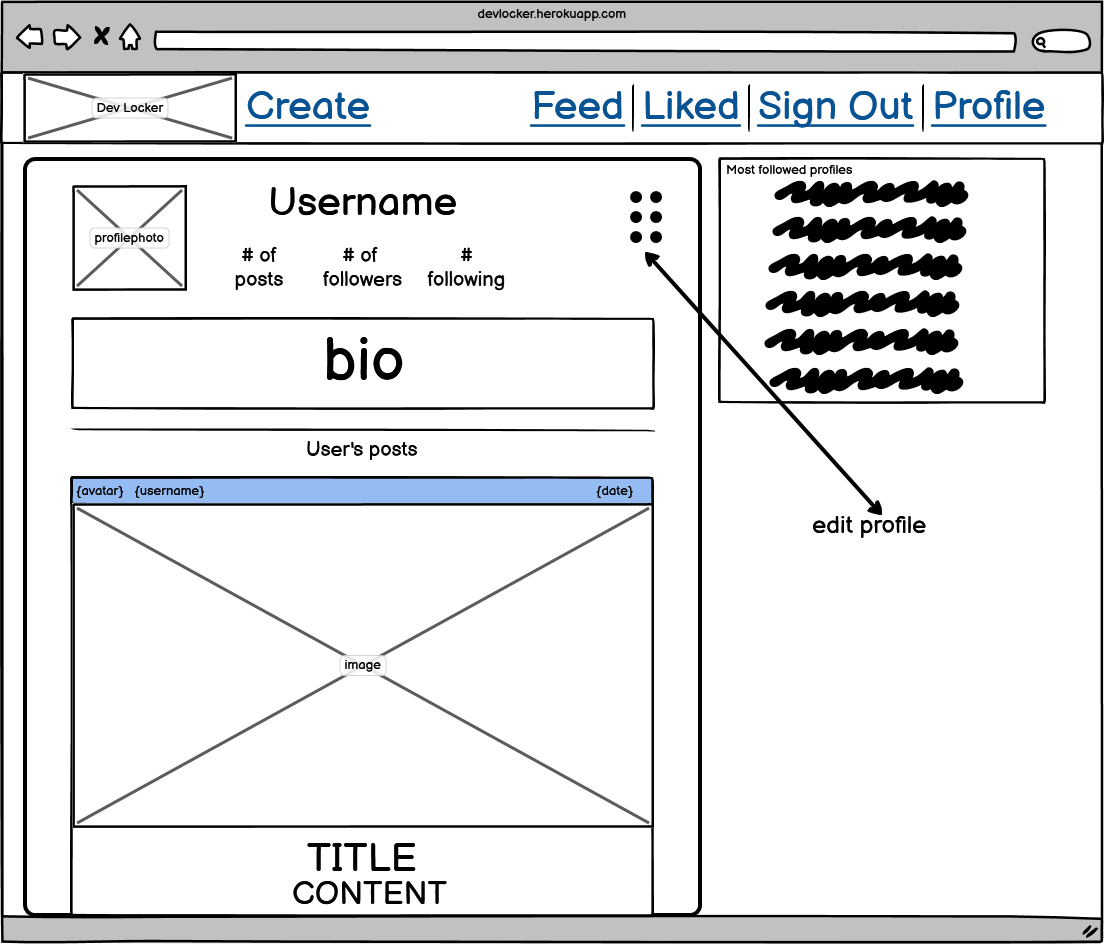 devlocker.herokuapp.com
Dev Locker
Create
Feed
Liked
Sign Out
Profile
profilephoto
Username
# of
posts
# of
followers
#
following
bio
User's posts
{avatar} {username} {date}
image
TITLE
CONTENT
Most followed profiles
edit profile